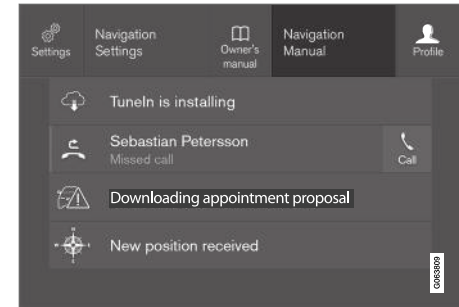 Settings
Navigation
Settings
Owner's
manual
Navigation
Manual
Profile
TuneIn is installing
Sebastian Petersson
Missed call
Call
Downloading appointment proposal
New position received
G063809